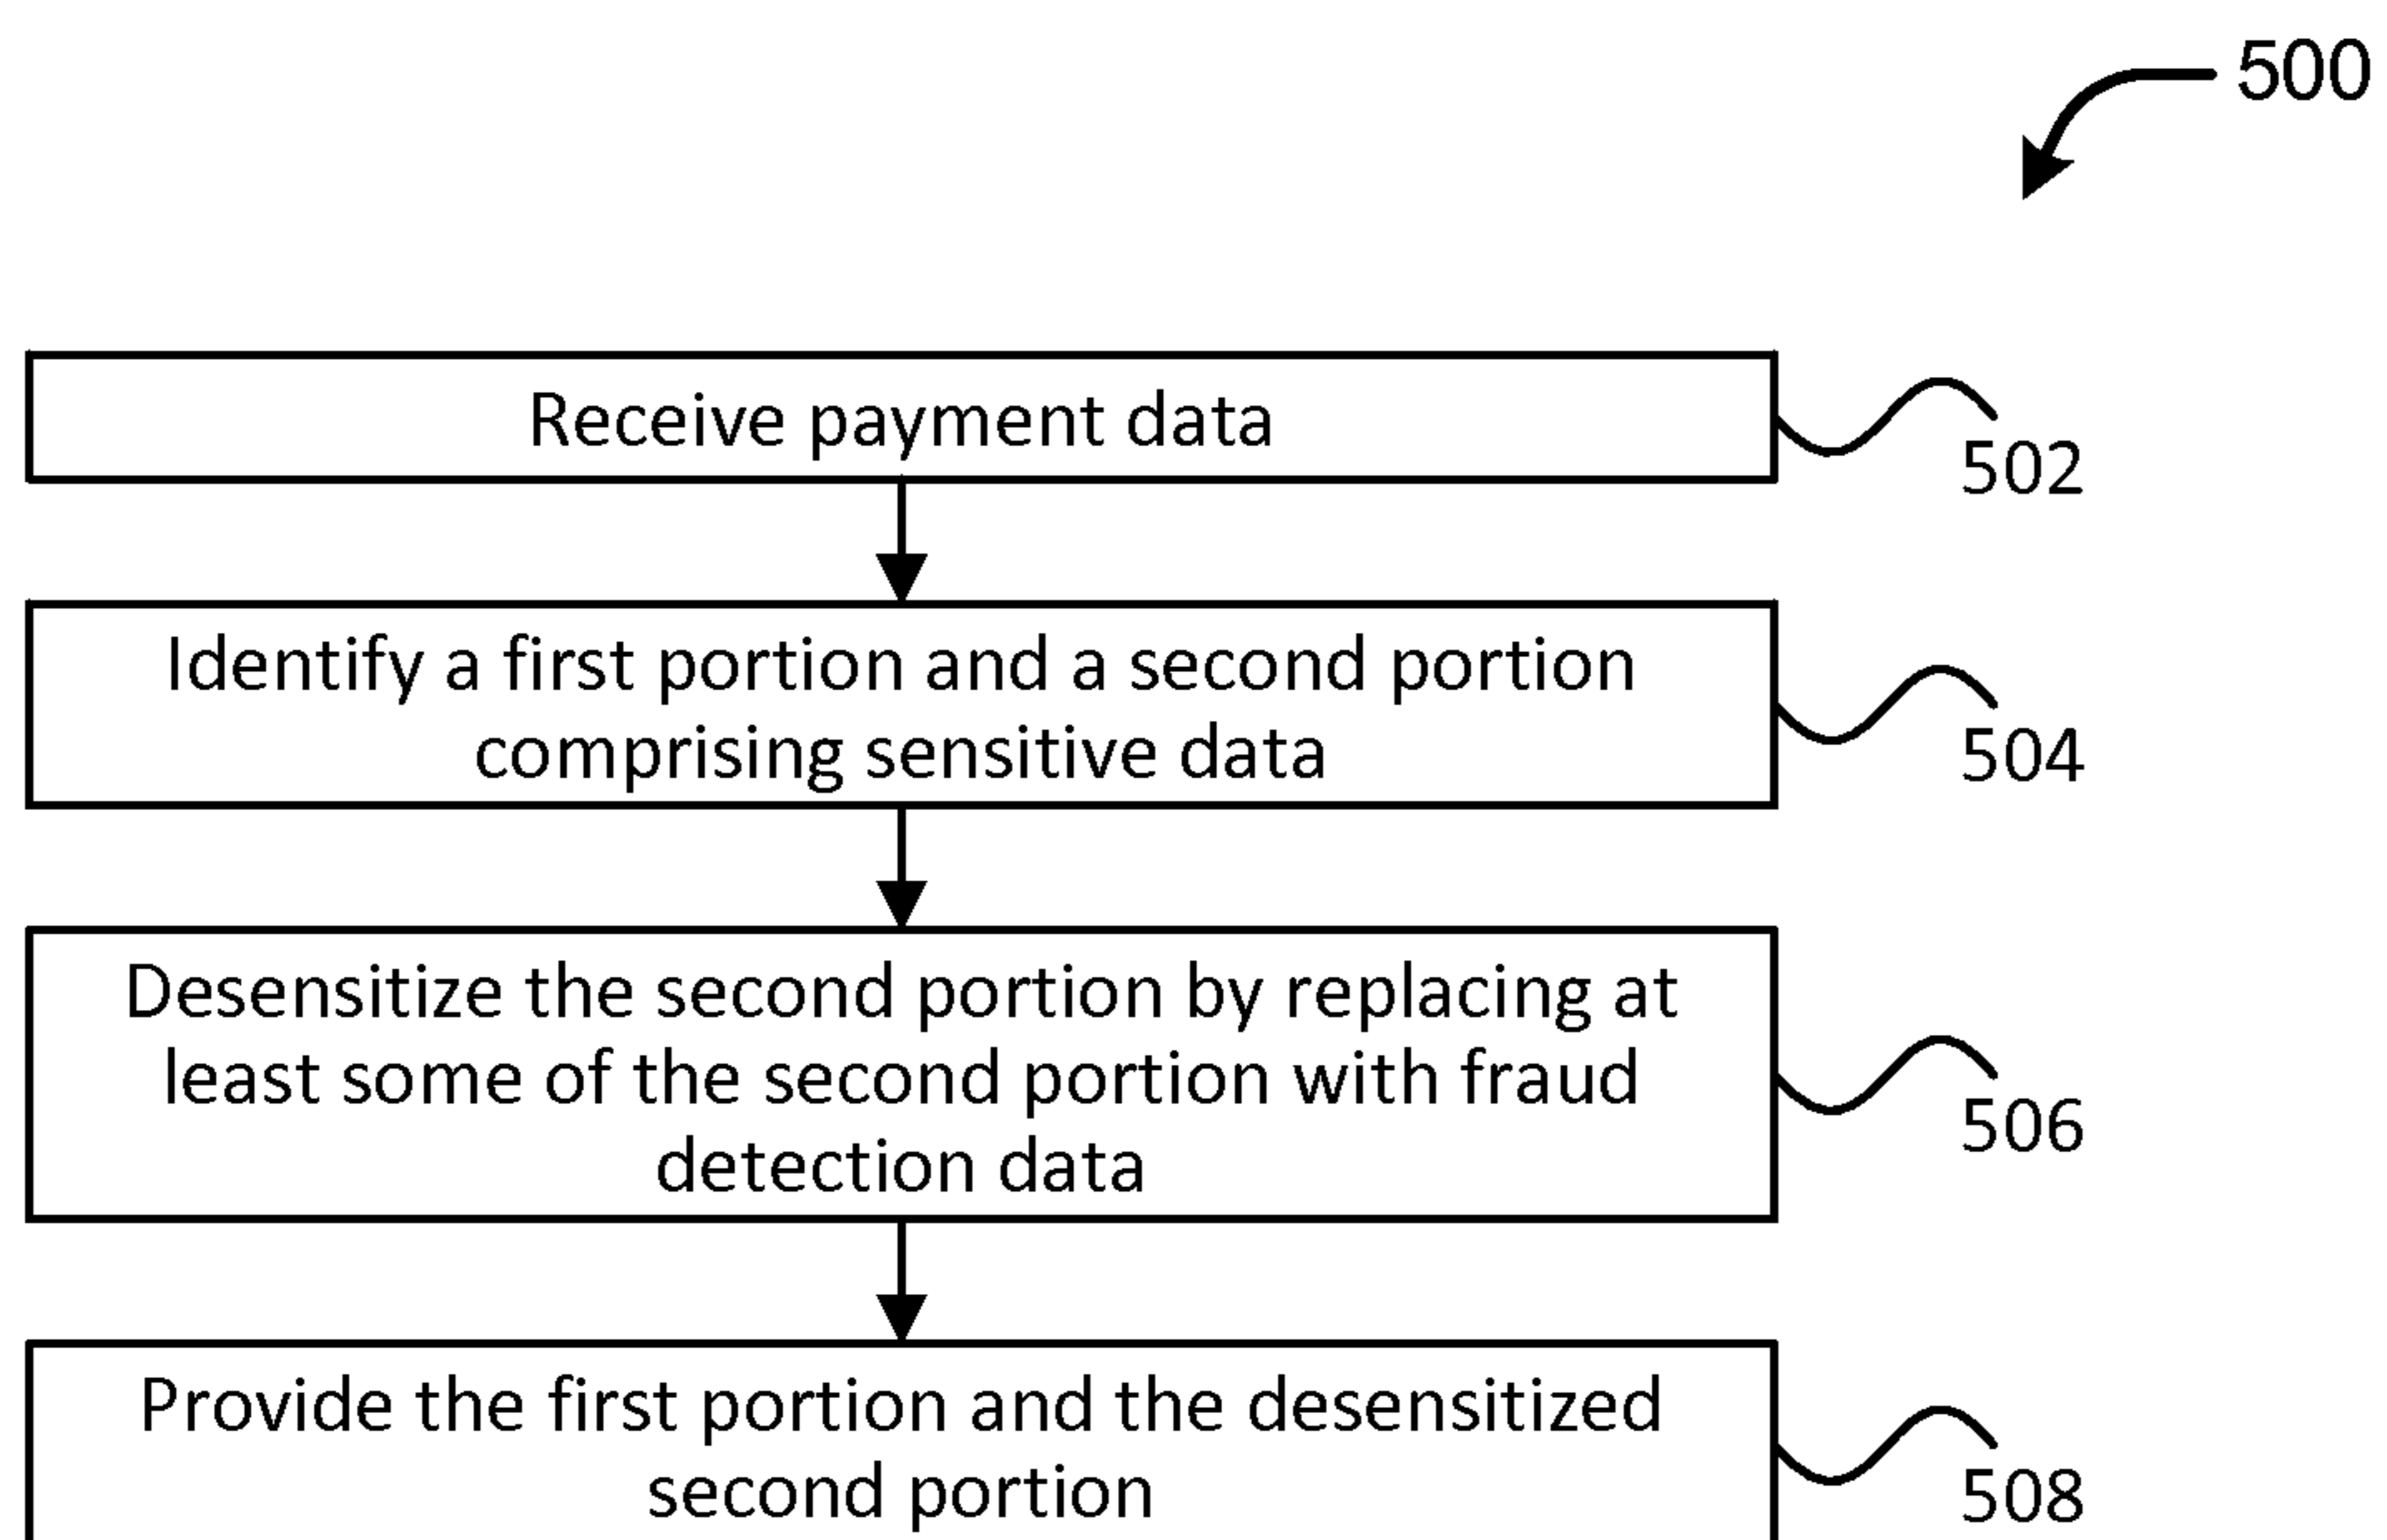 500
Receive payment data
502
Identify a first portion and a second portion
comprising sensitive data
504
Desensitize the second portion by replacing at
least some of the second portion with fraud
detection data
506
Provide the first portion and the desensitized
second portion
508